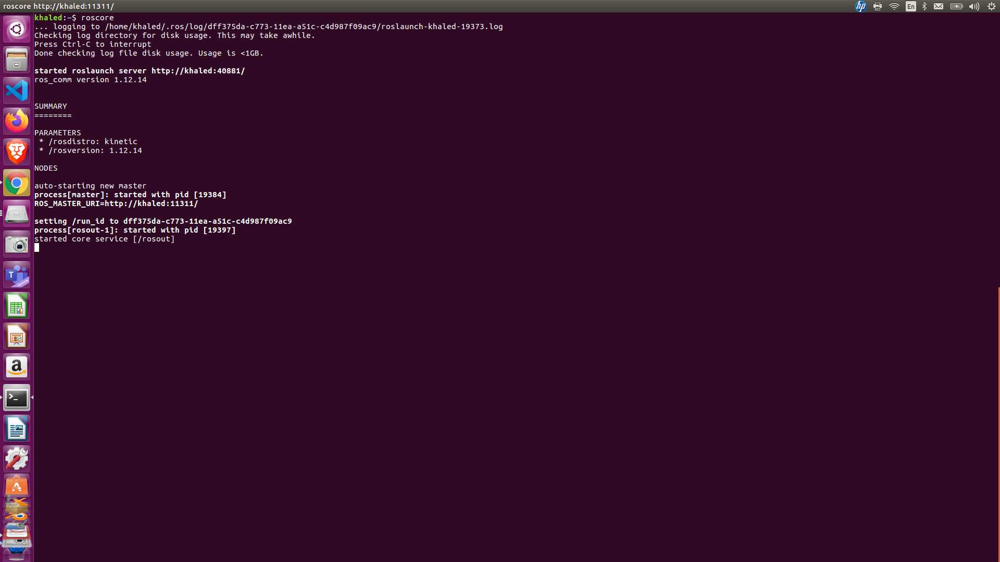 roscore http://khaled:11311/
hp
En
khaled:~$ roscore
... logging to /home/khaled/.ros/log/dff375da-c773-11ea-a51c-c4d987f09ac9/roslaunch-khaled-19373.log
Checking log directory for disk usage. This may take awhile.
Press Ctrl-C to interrupt
Done checking log file disk usage. Usage is <1GB.
started roslaunch server http://khaled:40881/
ros_comm version 1.12.14
SUMMARY
========
PARAMETERS
 * /rosdistro: kinetic
 * /rosversion: 1.12.14
NODES
auto-starting new master
process[master]: started with pid [19384]
ROS_MASTER_URI=http://khaled:11311/
setting /run_id to dff375da-c773-11ea-a51c-c4d987f09ac9
process[rosout-1]: started with pid [19397]
started core service [/rosout]
T
PREVIEW
a
>_
A